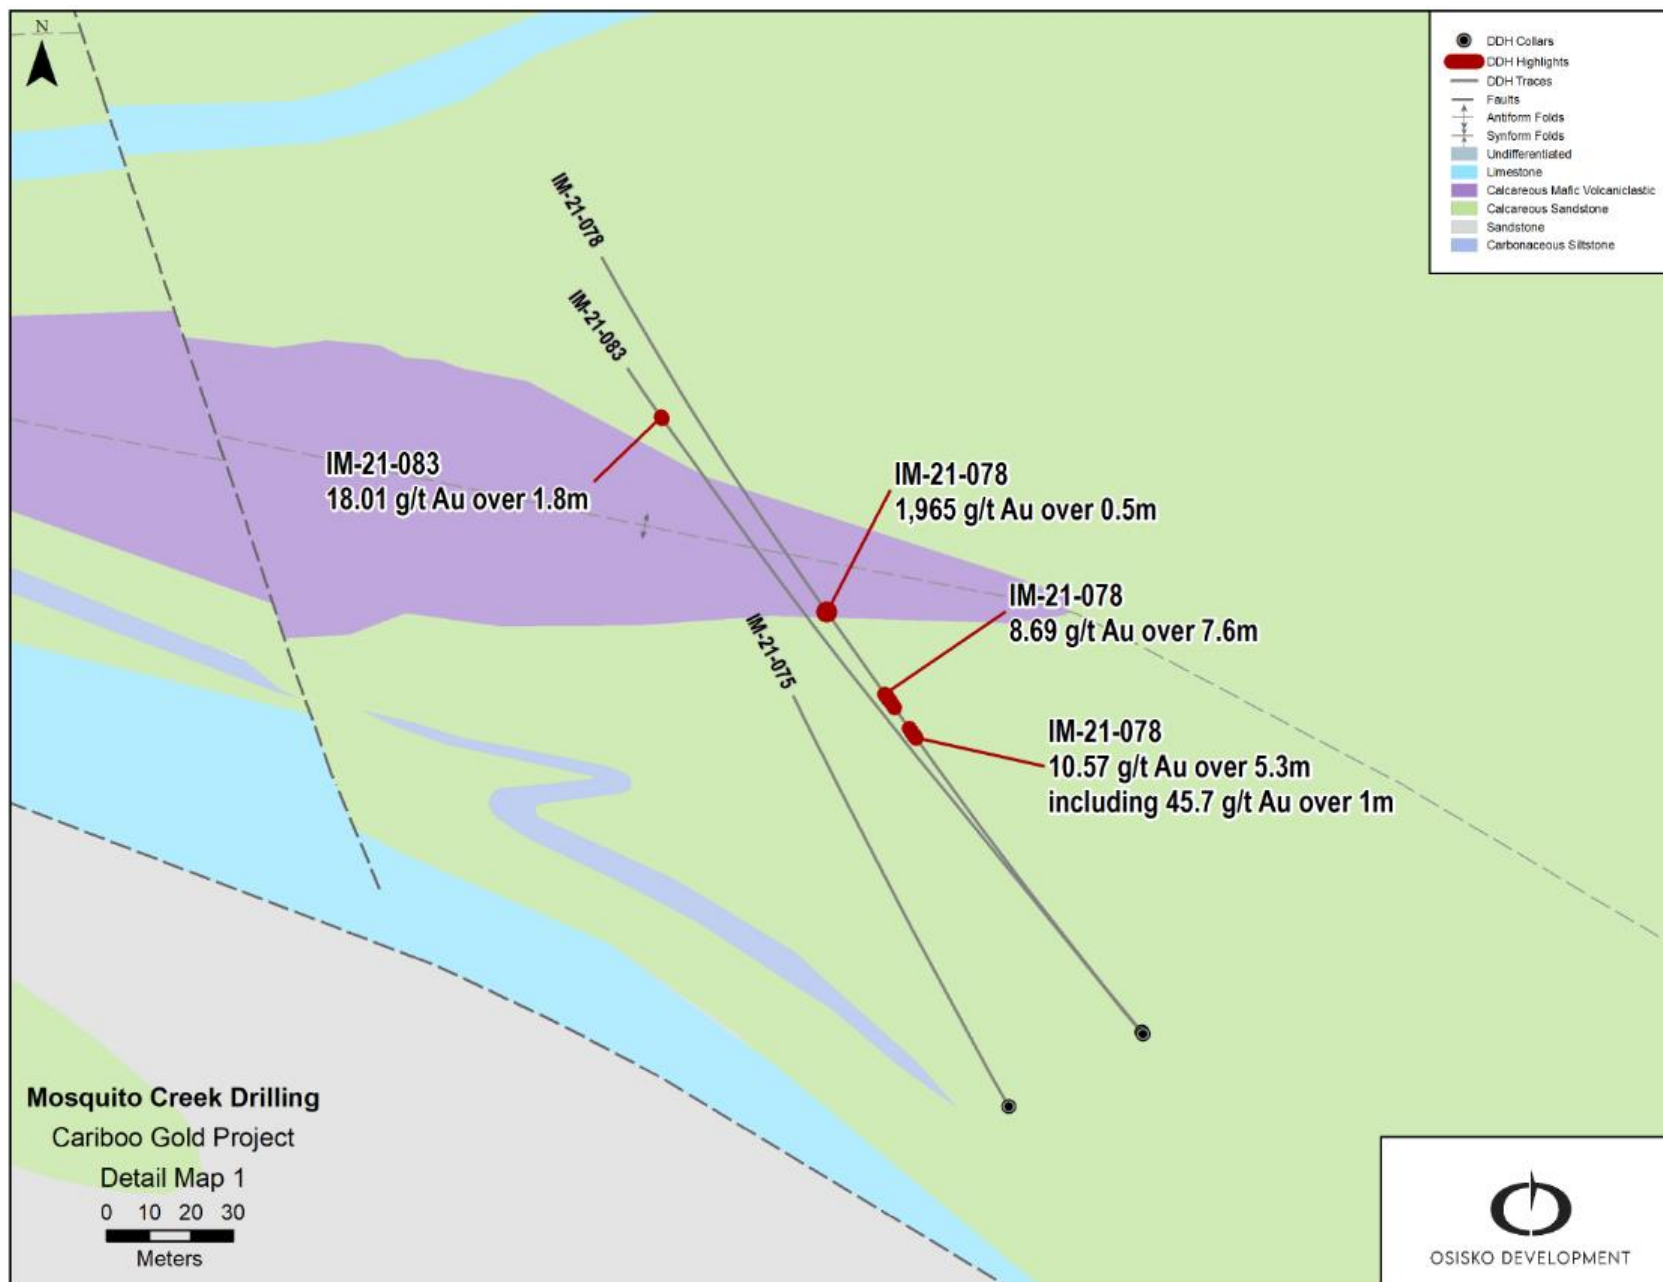 N
DDH Collars
DDH Highlights
DDH Traces
Faults
Antiform Folds
Synform Folds
Undifferentiated
Limestone
Calcareous Mafic Volcaniclastic
Calcareous Sandstone
Sandstone
Carbonaceous Siltstone
IM-21-078
IM-21-083
IM-21-083
18.01 g/t Au over 1.8m
IM-21-078
1,965 g/t Au over 0.5m
IM-21-078
8.69 g/t Au over 7.6m
IM-21-075
IM-21-078
10.57 g/t Au over 5.3m
including 45.7 g/t Au over 1m
Mosquito Creek Drilling
Cariboo Gold Project
Detail Map 1
0 10 20 30
Meters
OSISKO DEVELOPMENT